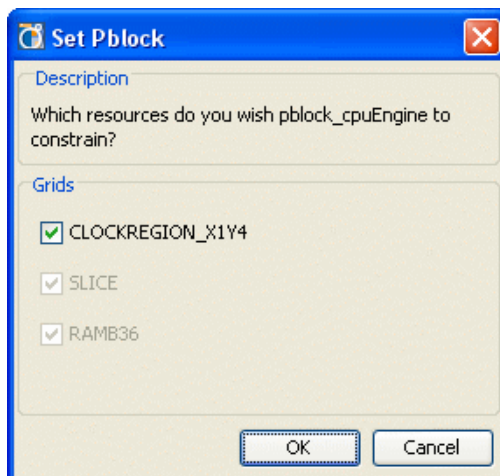 Set Pblock
Description
Which resources do you wish pblock_cpuEngine to
constrain?
Grids
CLOCKREGION_X1Y4
SLICE
RAMB36
OK
Cancel